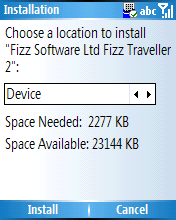 Installation abc
Choose a location to install
"Fizz Software Ltd Fizz Traveller
2":
Device
Space Needed: 2277 KB
Space Available: 23144 KB
Install Cancel